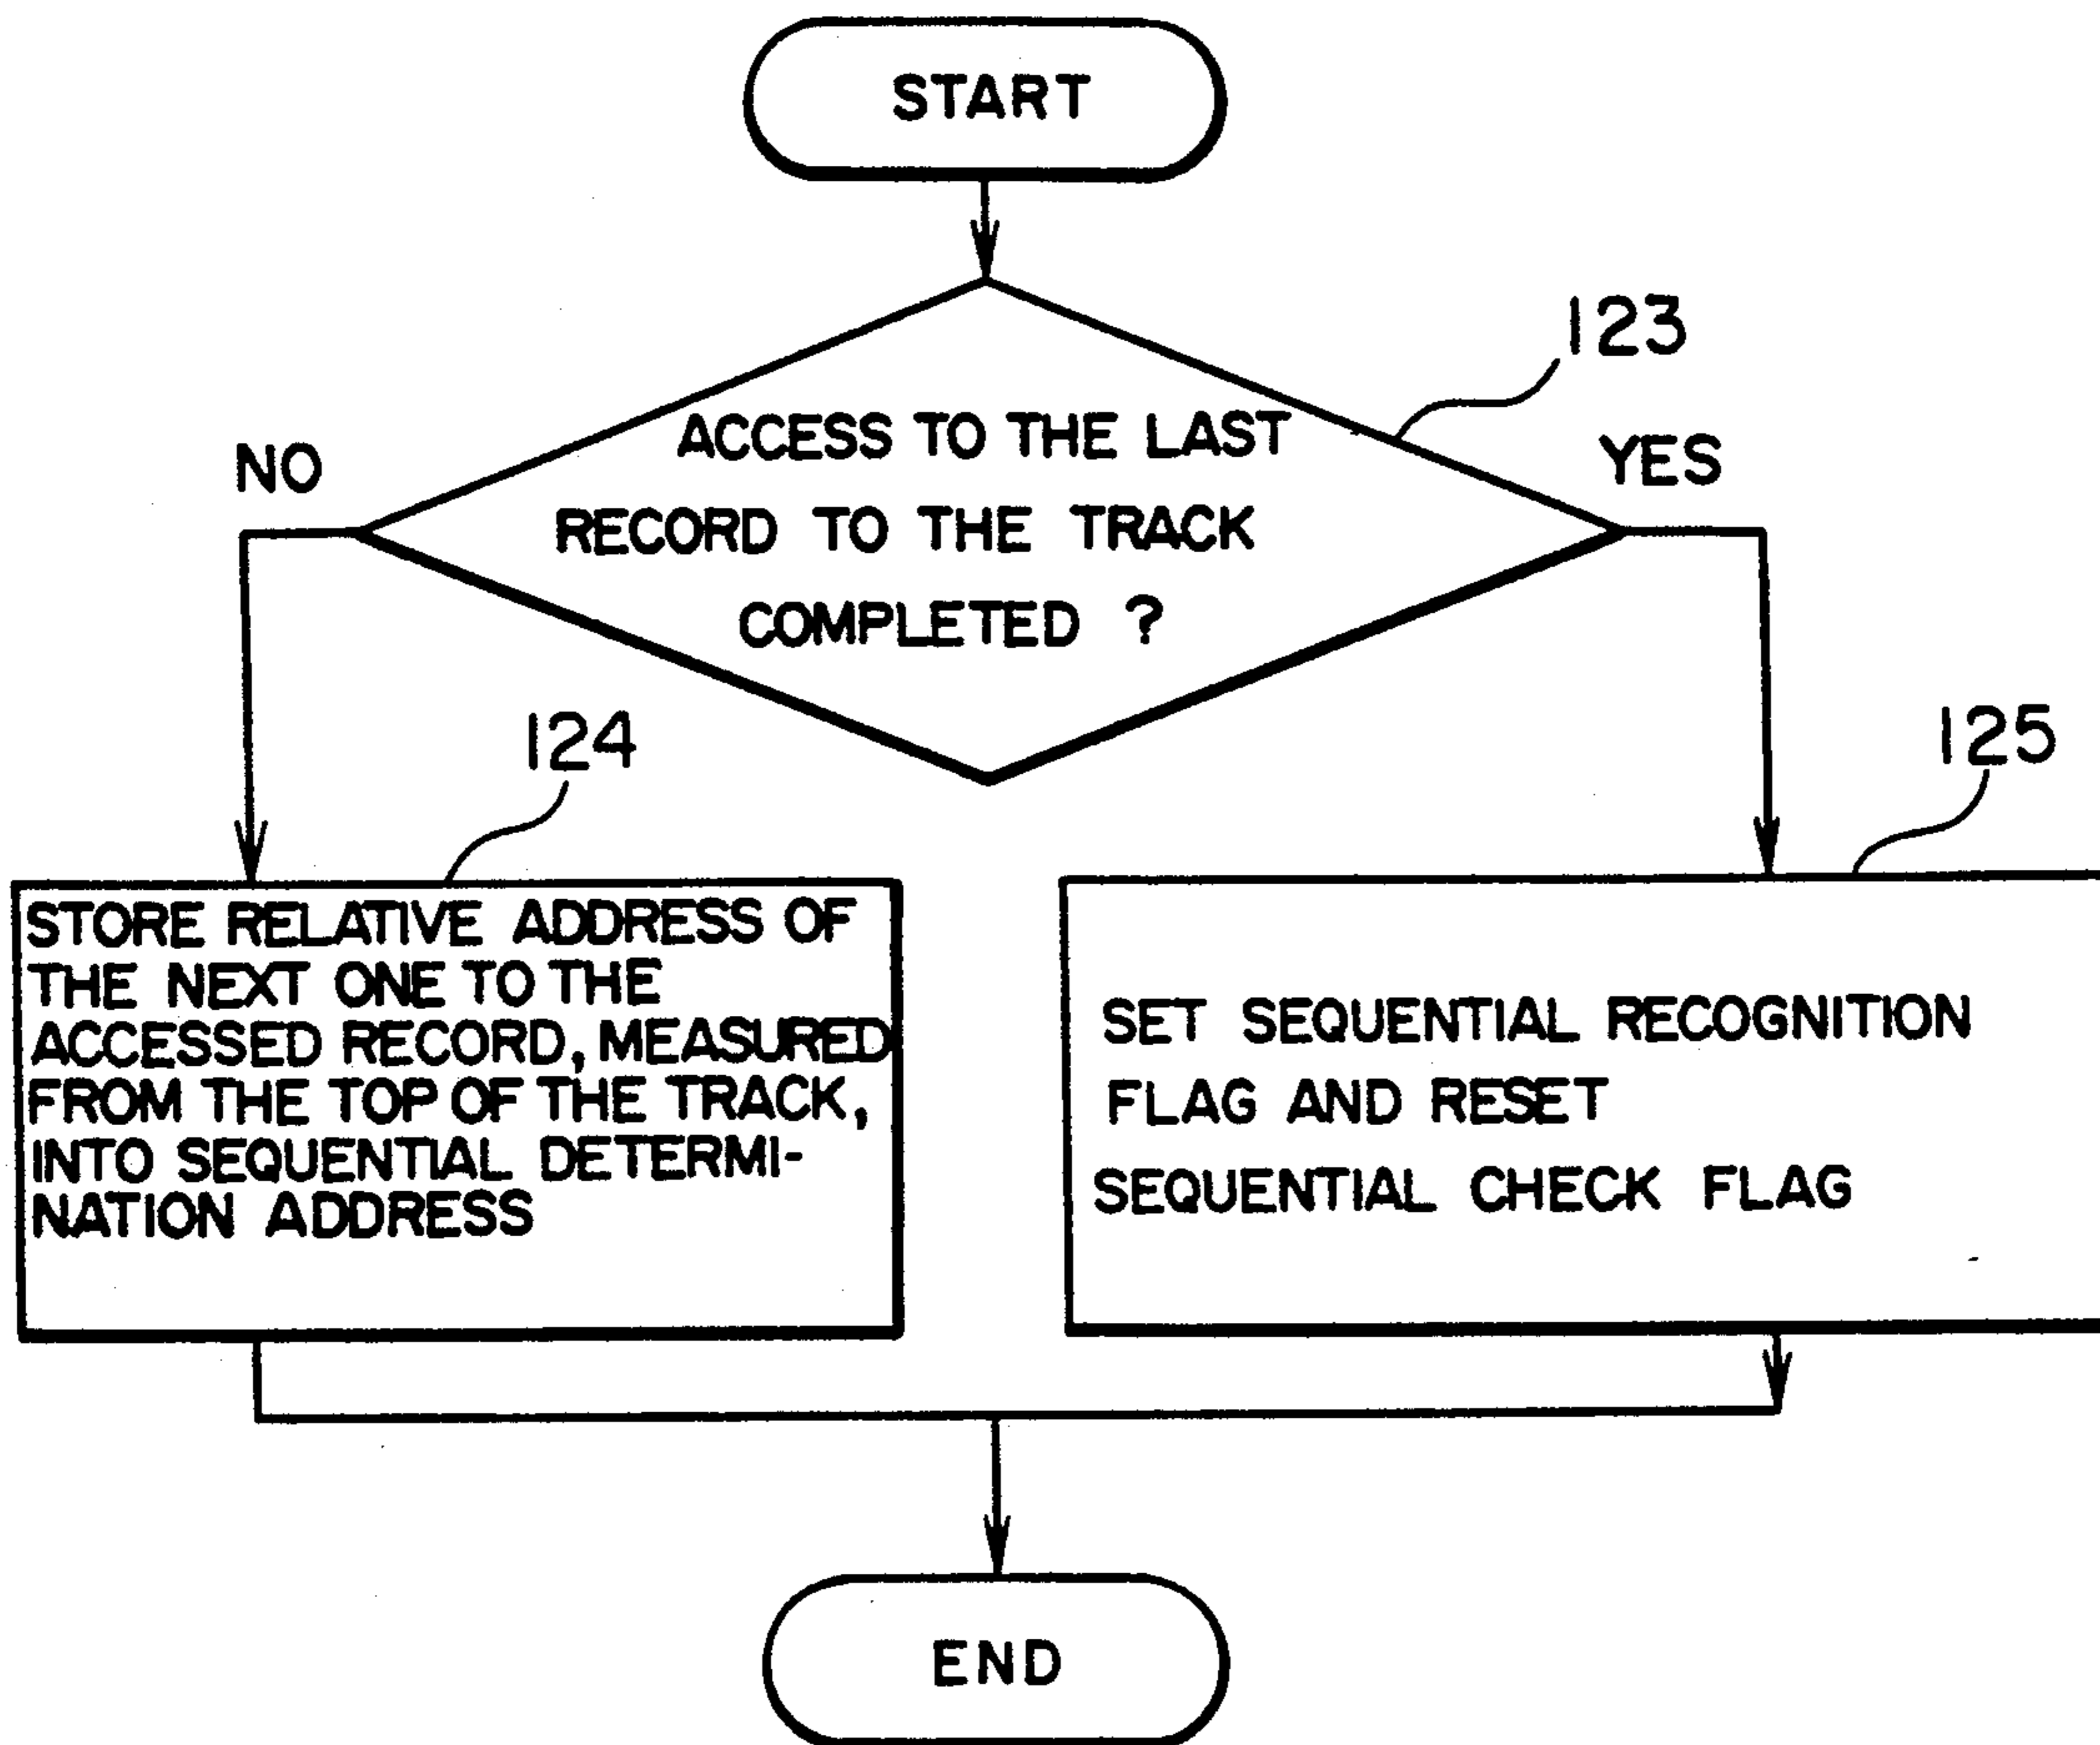 START
123
ACCESS TO THE LAST
RECORD TO THE TRACK
COMPLETED ?
NO
YES
124
125
STORE RELATIVE ADDRESS OF
THE NEXT ONE TO THE
ACCESSED RECORD, MEASURED
FROM THE TOP OF THE TRACK,
INTO SEQUENTIAL DETERMI-
NATION ADDRESS
SET SEQUENTIAL RECOGNITION
FLAG AND RESET
SEQUENTIAL CHECK FLAG
END